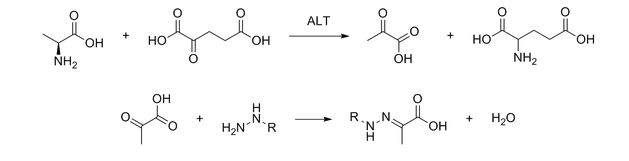 O O O ALT O O O
OH + HO OH O + HO OH
NH₂ O OH NH₂
OH H O
O O + H₂N N R R N N OH + H₂O
H